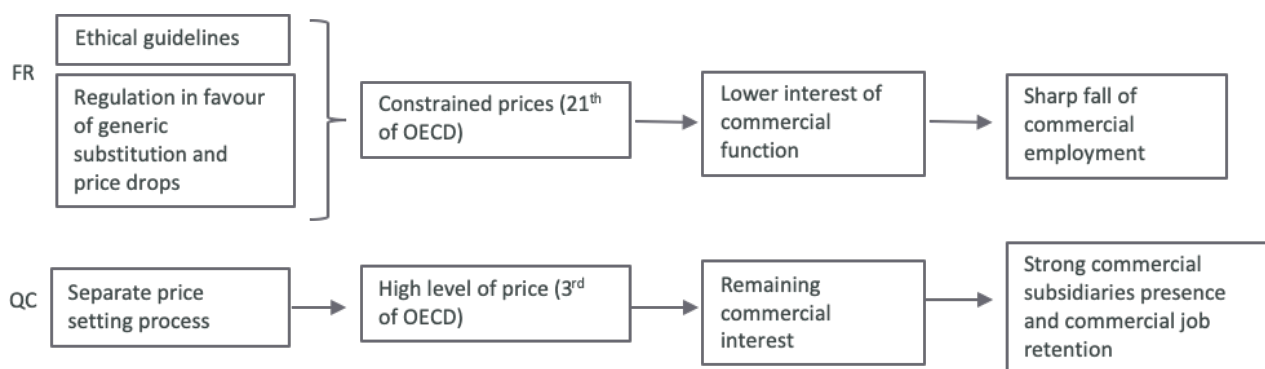 FR
Ethical guidelines
Regulation in favour
of generic
substitution and
price drops
Constrained prices (21th
of OECD)
Lower interest of
commercial
function
Sharp fall of
commercial
employment
QC
Separate price
setting process
High level of price (3rd
of OECD)
Remaining
commercial
interest
Strong commercial
subsidiaries presence
and commercial job
retention